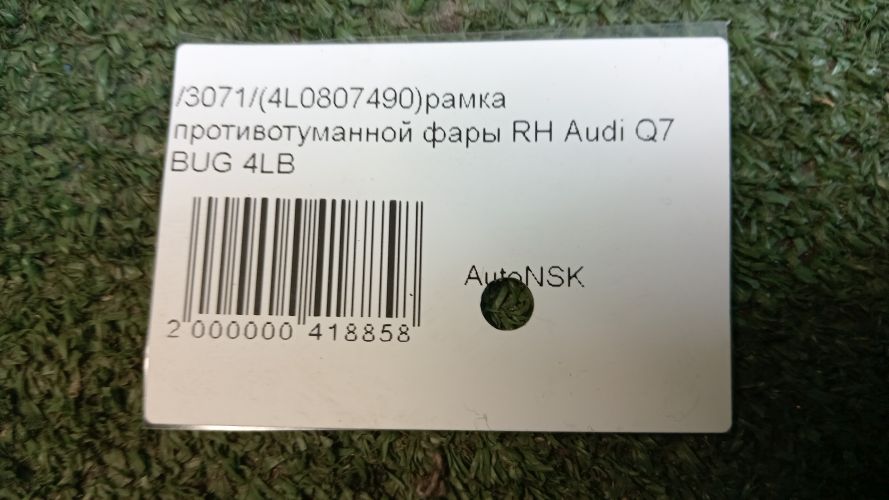 /3071/(4L0807490)рамка
противотуманной фары RH Audi Q7
BUG 4LB
AutoNSK
2 000000 418858